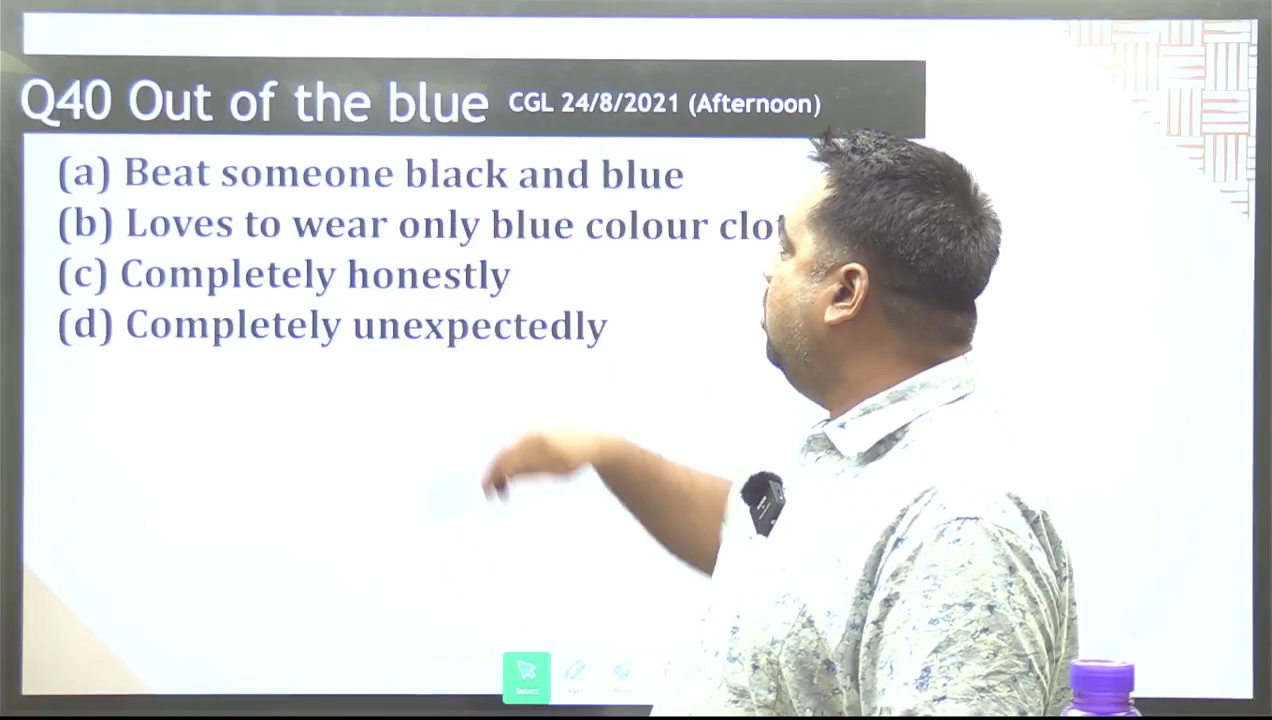 Q40 Out of the blue CGL 24/8/2021 (Afternoon)
(a) Beat someone black and blue
(b) Loves to wear only blue colour
(c) Completely honestly
(d) Completely unexpectedly
Select